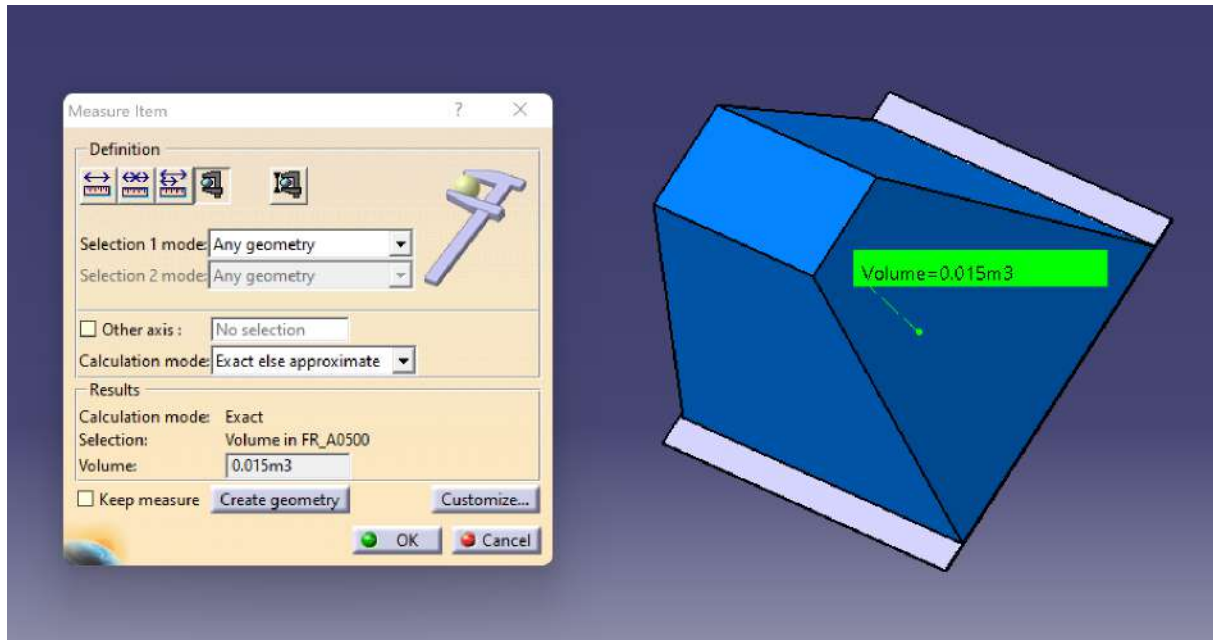 Measure Item ? ×
Definition
Selection 1 mode: Any geometry
Selection 2 mode: Any geometry
Other axis : No selection
Calculation mode: Exact else approximate
Results
Calculation mode: Exact
Selection: Volume in FR_A0500
Volume: 0.015m3
Keep measure Create geometry Customize...
OK Cancel
Volume=0.015m3